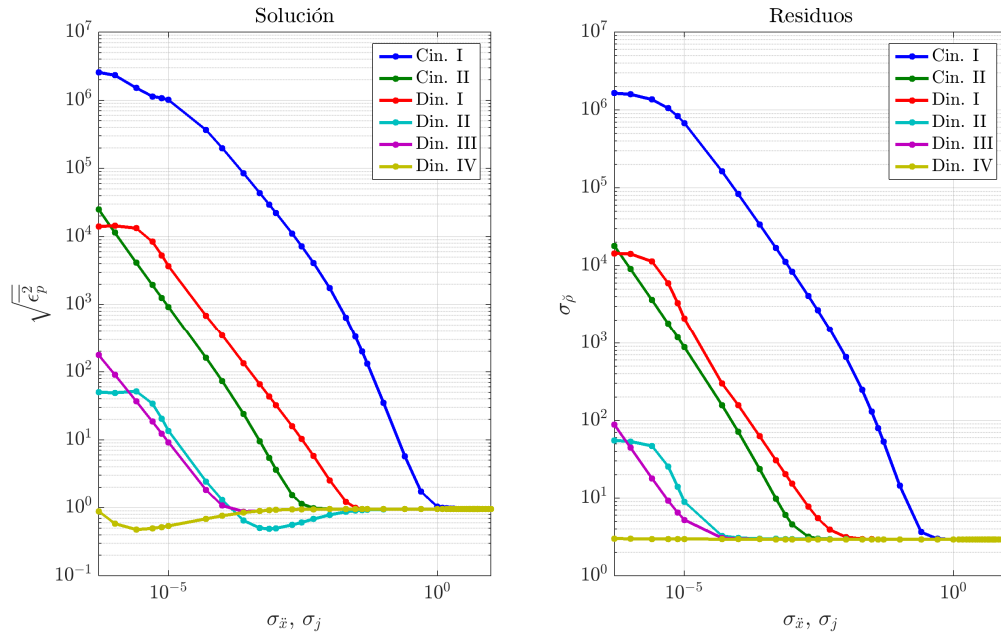 Solución
10^7
10^6
10^5
10^4
10^3
10^2
10^1
10^0
10^{-1}
10^{-5}
10^0
√ϵ̅_p^2
σ_ẍ, σ_j
Cin. I
Cin. II
Din. I
Din. II
Din. III
Din. IV
Residuos
10^7
10^6
10^5
10^4
10^3
10^2
10^1
10^0
10^{-5}
10^0
σ_ρ̆
σ_ẍ, σ_j
Cin. I
Cin. II
Din. I
Din. II
Din. III
Din. IV